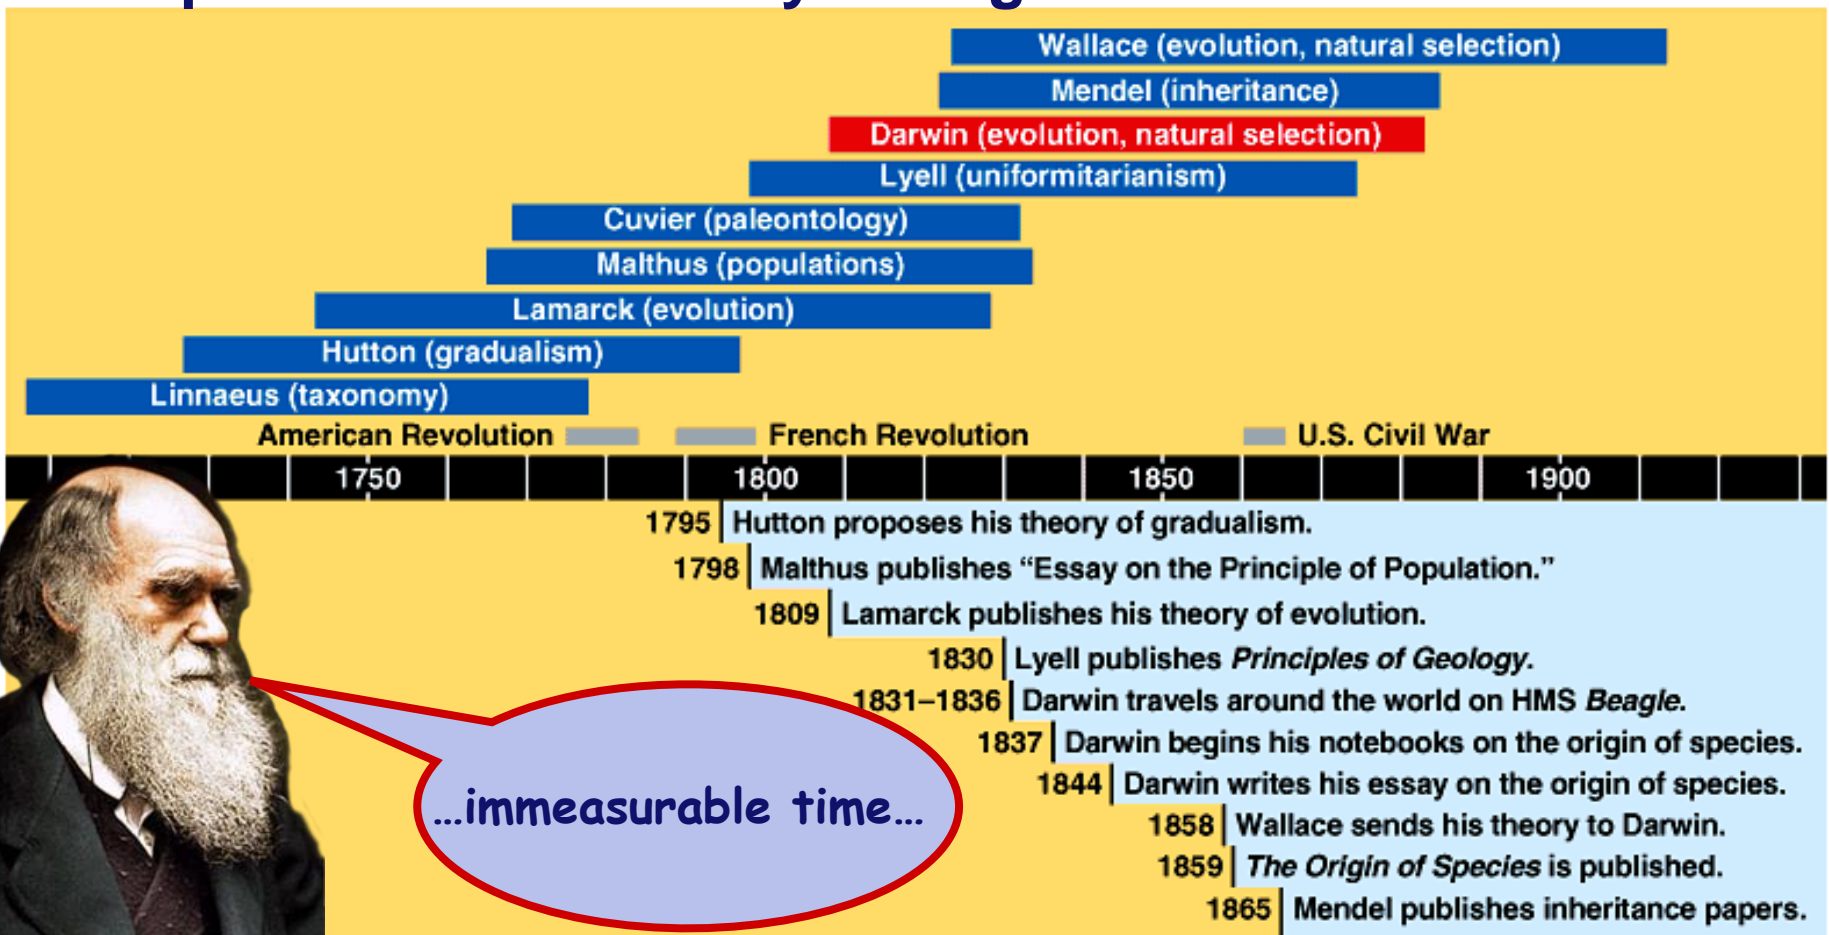 Wallace (evolution, natural selection)
Mendel (inheritance)
Darwin (evolution, natural selection)
Lyell (uniformitarianism)
Cuvier (paleontology)
Malthus (populations)
Lamarck (evolution)
Hutton (gradualism)
Linnaeus (taxonomy)
American Revolution French Revolution U.S. Civil War
1750 1800 1850 1900
1795 Hutton proposes his theory of gradualism.
1798 Malthus publishes “Essay on the Principle of Population.”
1809 Lamarck publishes his theory of evolution.
1830 Lyell publishes Principles of Geology.
1831–1836 Darwin travels around the world on HMS Beagle.
1837 Darwin begins his notebooks on the origin of species.
1844 Darwin writes his essay on the origin of species.
…immeasurable time…
1858 Wallace sends his theory to Darwin.
1859 The Origin of Species is published.
1865 Mendel publishes inheritance papers.